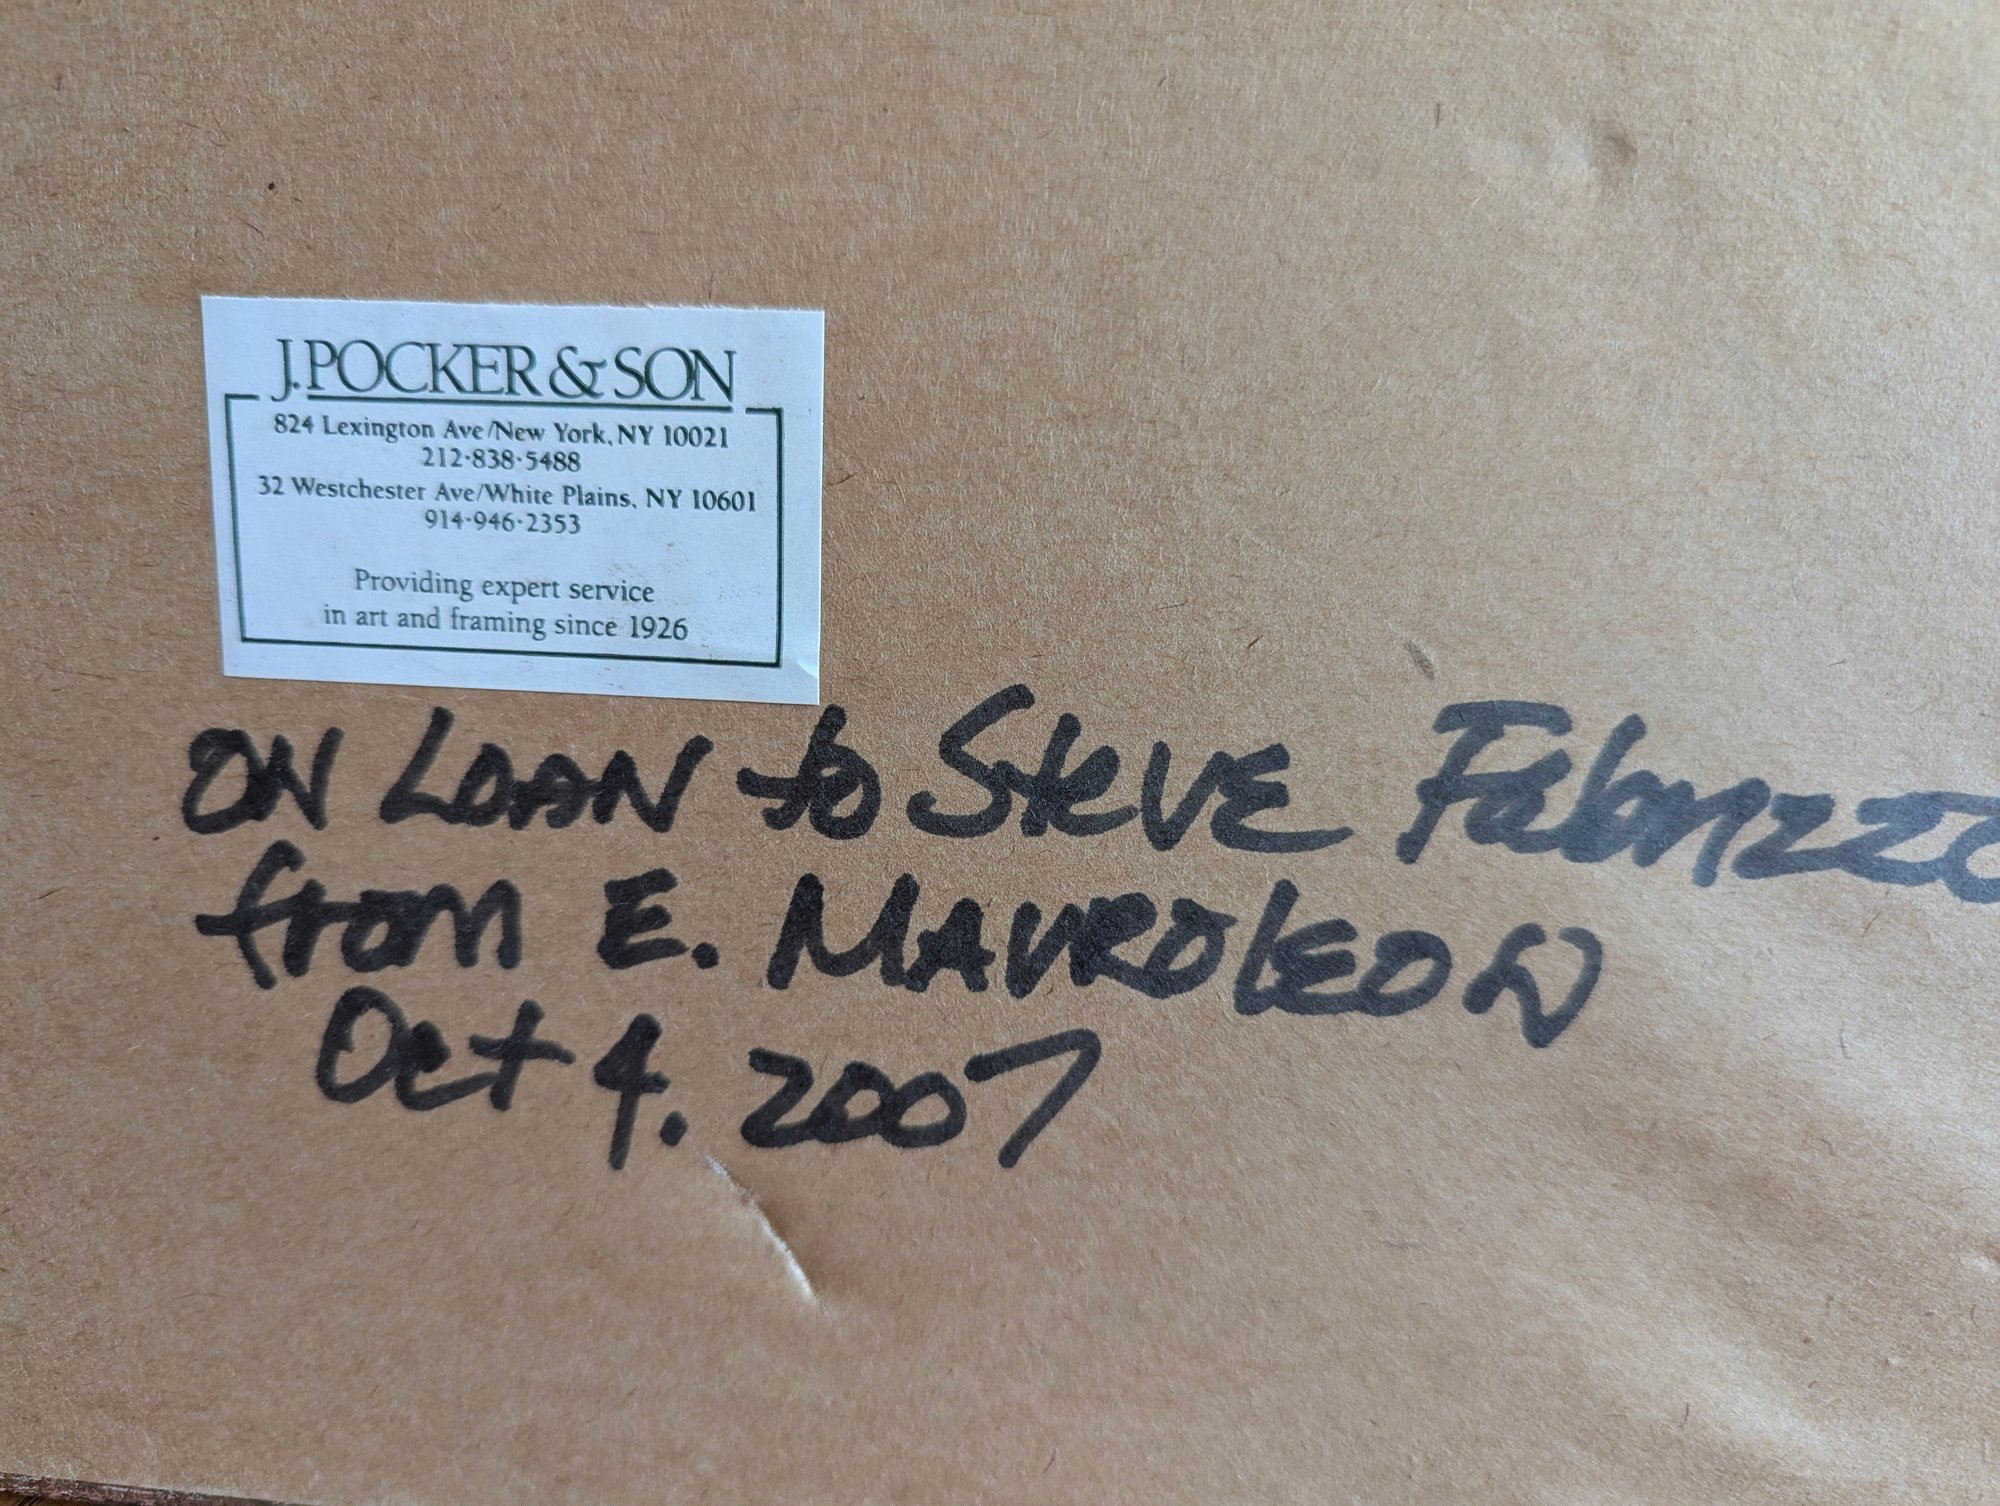 J. POCKER & SON
824 Lexington Ave/New York, NY 10021
212·838·5488
32 Westchester Ave/White Plains, NY 10601
914·946·2353
Providing expert service
in art and framing since 1926
ON LOAN to Steve Fabrizzo
from E. MAVROLEON
Oct 4. 2007